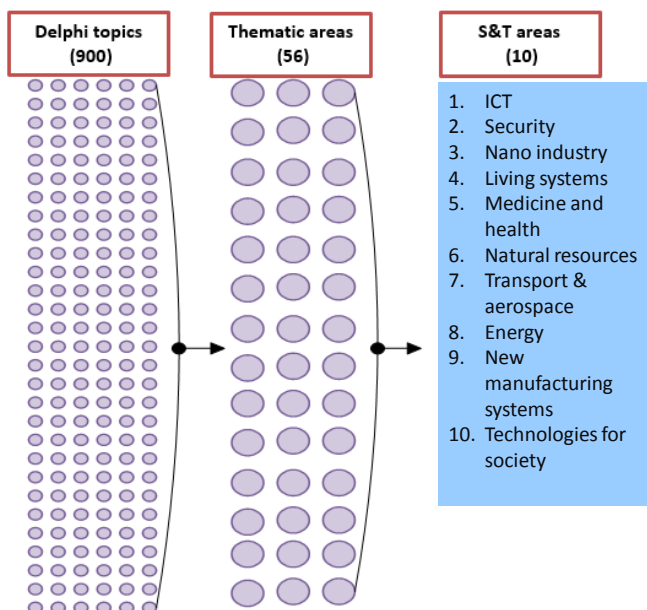 Delphi topics
(900)
Thematic areas
(56)
S&T areas
(10)
1. ICT
2. Security
3. Nano industry
4. Living systems
5. Medicine and
health
6. Natural resources
7. Transport &
aerospace
8. Energy
9. New
manufacturing
systems
10. Technologies for
society